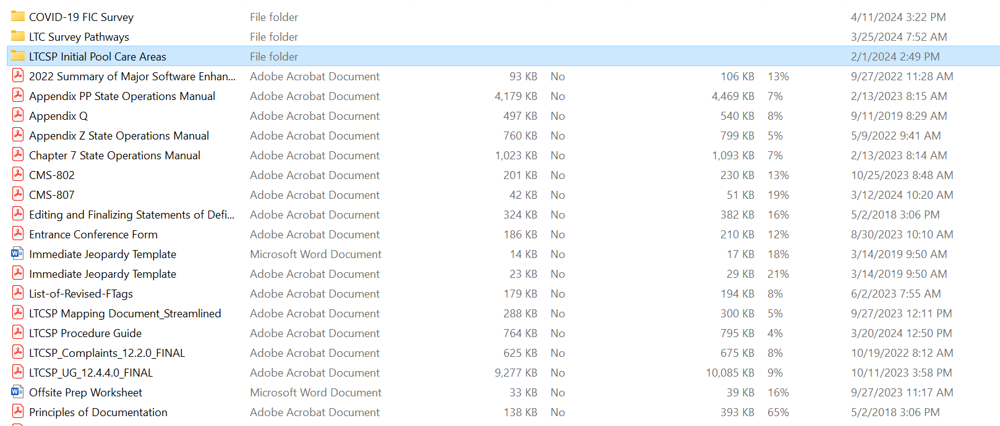 COVID-19 FIC Survey File folder 4/11/2024 3:22 PM
LTC Survey Pathways File folder 3/25/2024 7:52 AM
LTCSP Initial Pool Care Areas File folder 2/1/2024 2:49 PM
2022 Summary of Major Software Enhan... Adobe Acrobat Document 93 KB No 106 KB 13% 9/27/2022 11:28 AM
Appendix PP State Operations Manual Adobe Acrobat Document 4,179 KB No 4,469 KB 7% 2/13/2023 8:15 AM
Appendix Q Adobe Acrobat Document 497 KB No 540 KB 8% 9/11/2019 8:29 AM
Appendix Z State Operations Manual Adobe Acrobat Document 760 KB No 799 KB 5% 5/9/2022 9:41 AM
Chapter 7 State Operations Manual Adobe Acrobat Document 1,023 KB No 1,093 KB 7% 2/13/2023 8:14 AM
CMS-802 Adobe Acrobat Document 201 KB No 230 KB 13% 10/25/2023 8:48 AM
CMS-807 Adobe Acrobat Document 42 KB No 51 KB 19% 3/12/2024 10:20 AM
Editing and Finalizing Statements of Defi... Adobe Acrobat Document 324 KB No 382 KB 16% 5/2/2018 3:06 PM
Entrance Conference Form Adobe Acrobat Document 186 KB No 210 KB 12% 8/30/2023 10:10 AM
Immediate Jeopardy Template Microsoft Word Document 14 KB No 17 KB 18% 3/14/2019 9:50 AM
Immediate Jeopardy Template Adobe Acrobat Document 23 KB No 29 KB 21% 3/14/2019 9:50 AM
List-of-Revised-FTags Adobe Acrobat Document 179 KB No 194 KB 8% 6/2/2023 7:55 AM
LTCSP Mapping Document_Streamlined Adobe Acrobat Document 288 KB No 300 KB 5% 9/27/2023 12:11 PM
LTCSP Procedure Guide Adobe Acrobat Document 764 KB No 795 KB 4% 3/20/2024 12:50 PM
LTCSP_Complaints_12.2.0_FINAL Adobe Acrobat Document 625 KB No 675 KB 8% 10/19/2022 8:12 AM
LTCSP_UG_12.4.4.0_FINAL Adobe Acrobat Document 9,277 KB No 10,085 KB 9% 10/11/2023 3:58 PM
Offsite Prep Worksheet Microsoft Word Document 33 KB No 39 KB 16% 9/27/2023 11:17 AM
Principles of Documentation Adobe Acrobat Document 138 KB No 393 KB 65% 5/2/2018 3:06 PM